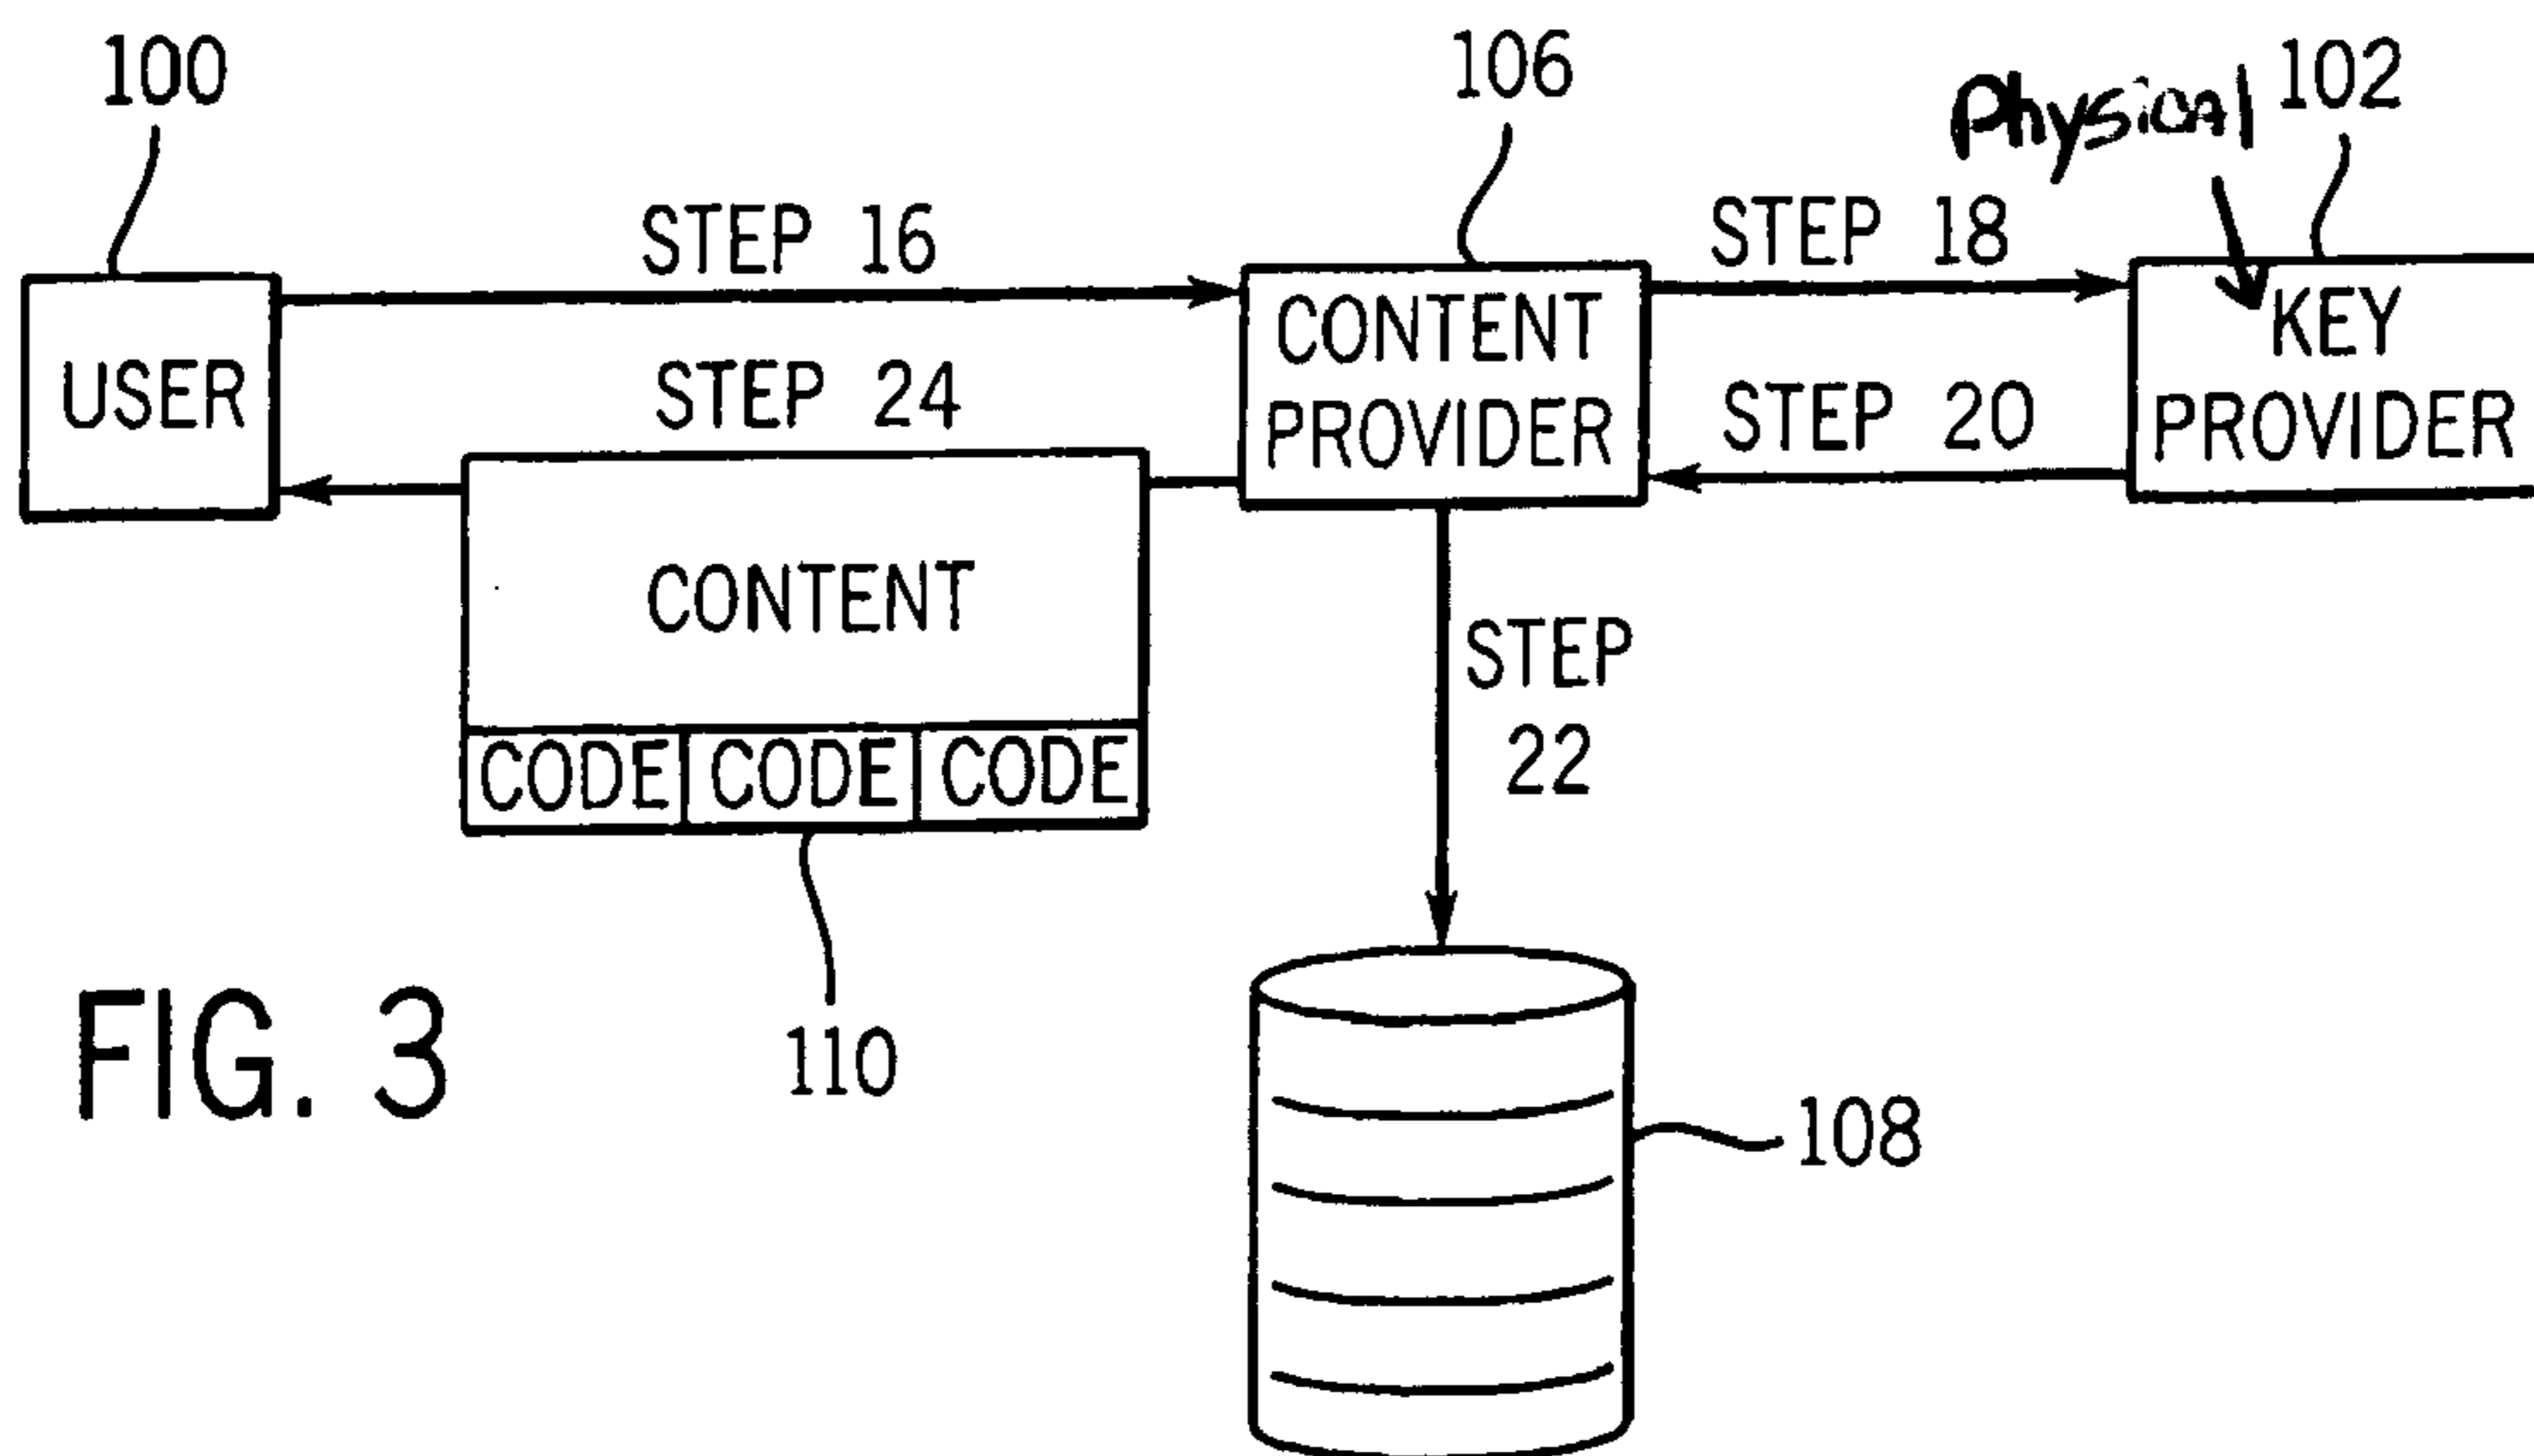 100
106
Physical 102
STEP 16
STEP 18
USER
CONTENT
PROVIDER
KEY
PROVIDER
STEP 24
STEP 20
CONTENT
CODE CODE CODE
STEP
22
110
108
FIG. 3